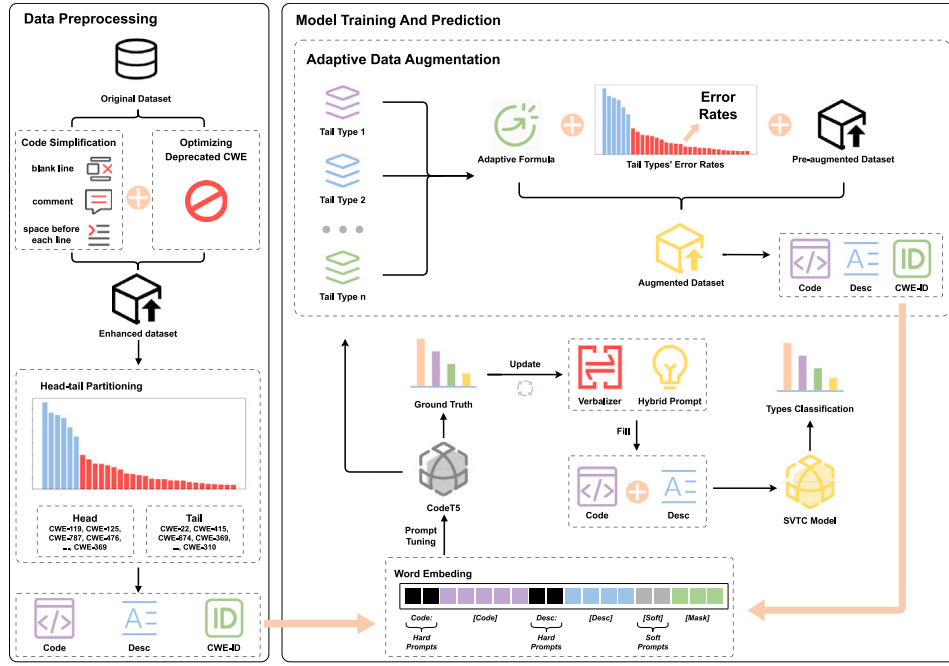 Data Preprocessing
Original Dataset
Code Simplification
blank line
comment
space before
each line
Optimizing
Deprecated CWE
Enhanced dataset
Head-tail Partitioning
Head
CWE-119, CWE-125,
CWE-787, CWE-476,
..., CWE-369
Tail
CWE-22, CWE-415,
CWE-674, CWE-369,
..., CWE-310
Code
Desc
CWE-ID
Model Training And Prediction
Adaptive Data Augmentation
Tail Type 1
Tail Type 2
Tail Type n
Adaptive Formula
Error
Rates
Tail Types' Error Rates
Pre-augmented Dataset
Augmented Dataset
Code
Desc
CWE-ID
Ground Truth
Update
Verbalizer
Hybrid Prompt
Types Classification
Fill
CodeT5
Code
Desc
SVTC Model
Prompt
Tuning
Word Embeding
Code:
[Code]
Desc:
[Desc]
[Soft]
[Mask]
Hard
Prompts
Hard
Prompts
Soft
Prompts